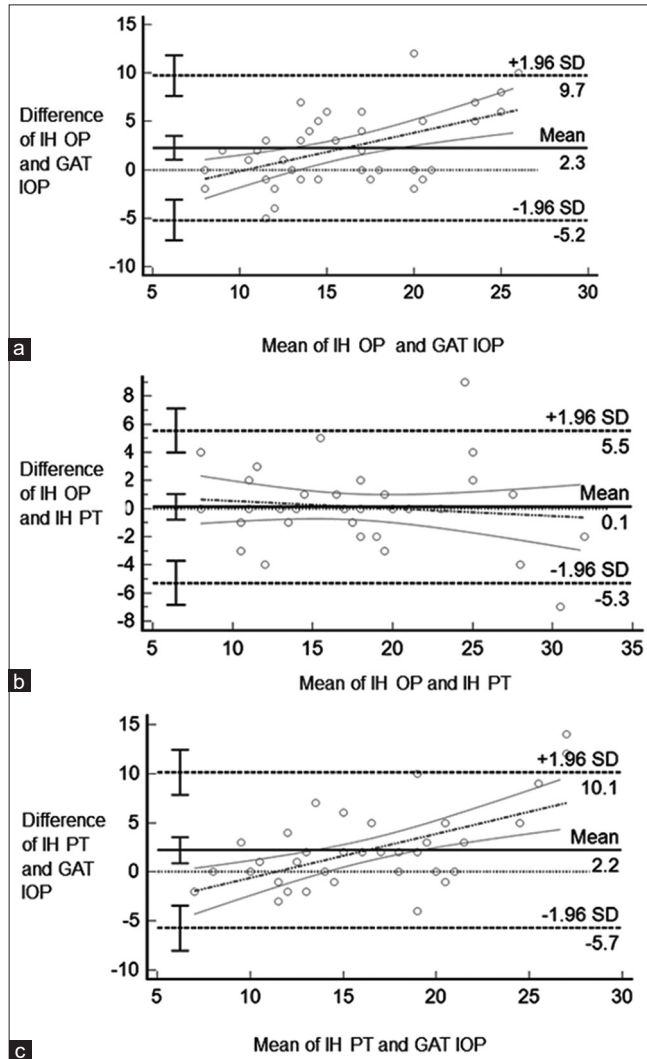 15
10
5
0
-5
-10
Difference
of IH OP
and GAT
IOP
+1.96 SD
9.7
Mean
2.3
-1.96 SD
-5.2
5 10 15 20 25 30
Mean of IH OP and GAT IOP
a
8
6
4
2
0
-2
-4
-6
-8
Difference
of IH OP
and IH PT
+1.96 SD
5.5
Mean
0.1
-1.96 SD
-5.3
5 10 15 20 25 30 35
Mean of IH OP and IH PT
b
15
10
5
0
-5
-10
Difference
of IH PT
and GAT
IOP
+1.96 SD
10.1
Mean
2.2
-1.96 SD
-5.7
5 10 15 20 25 30
Mean of IH PT and GAT IOP
c